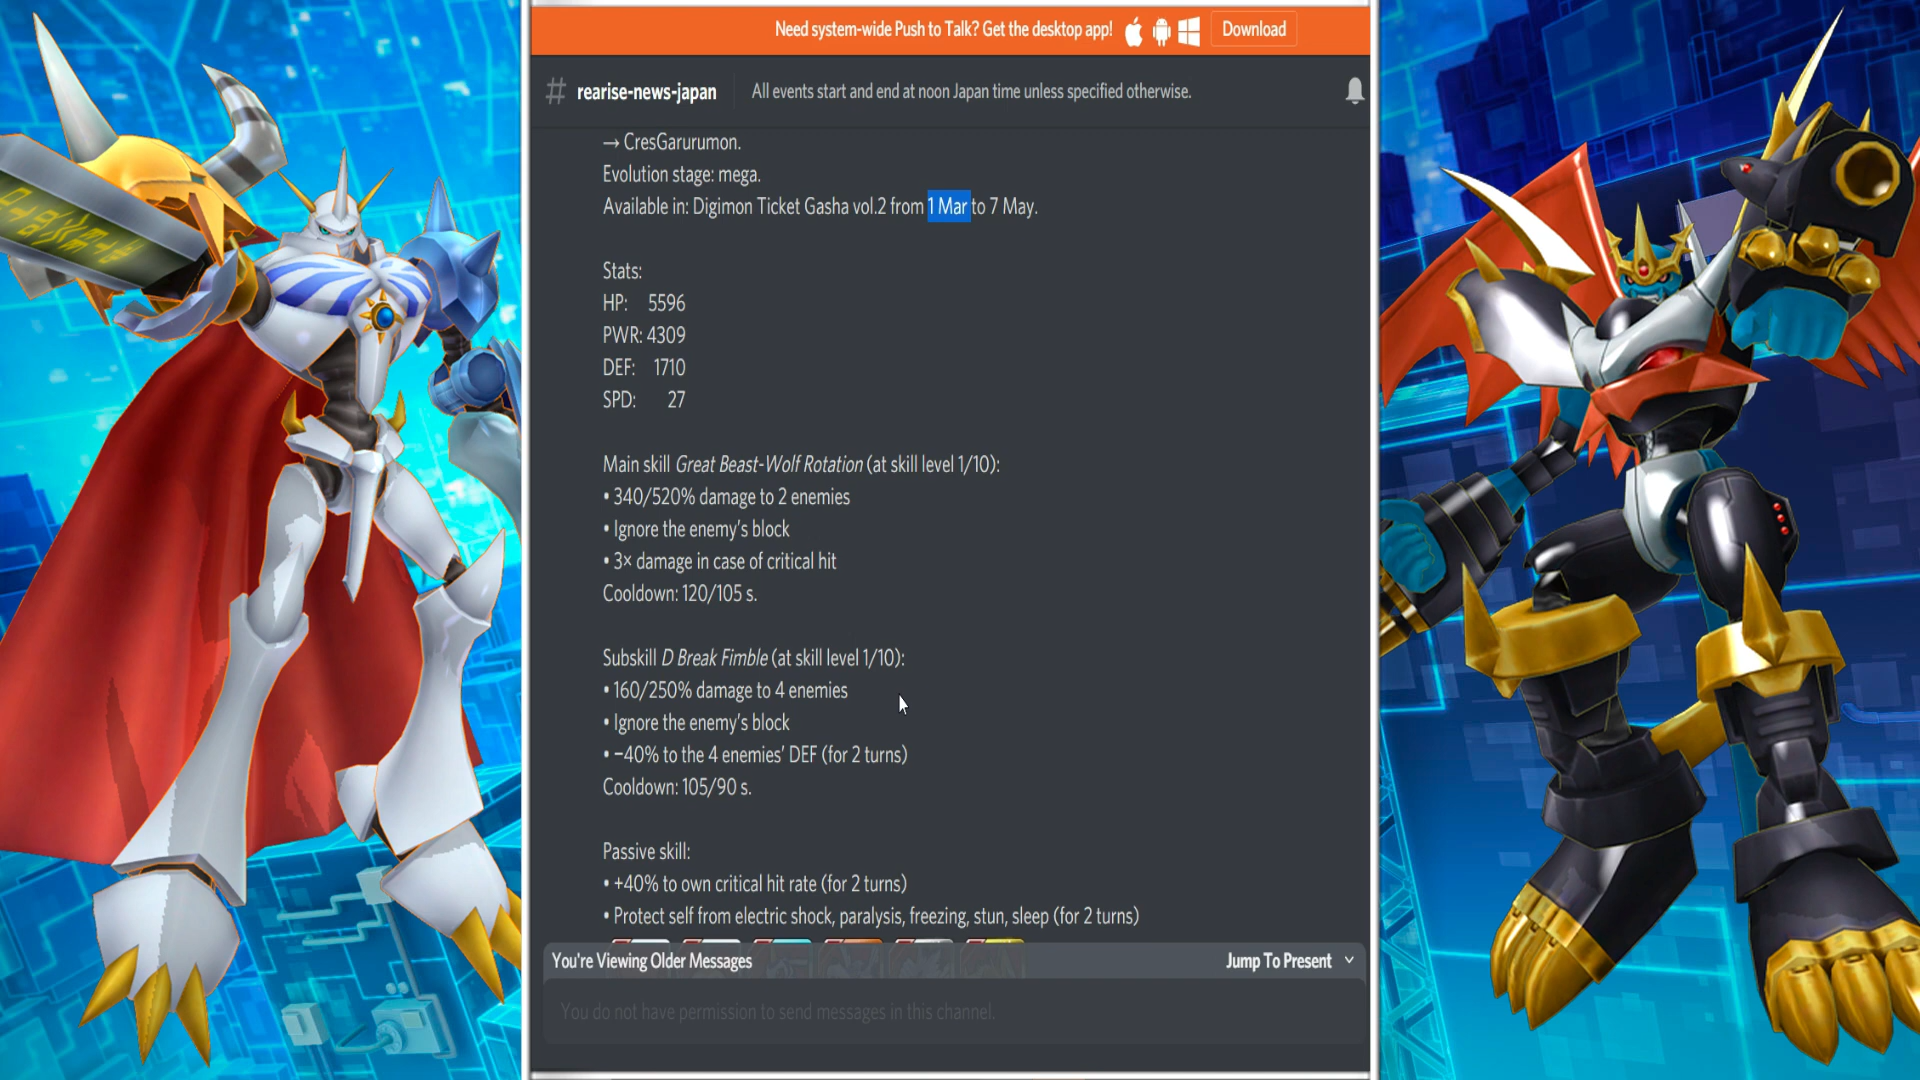 Need system-wide Push to Talk? Get the desktop app! Download
# rearise-news-japan All events start and end at noon Japan time unless specified otherwise.
→ CresGarurumon.
Evolution stage: mega.
Available in: Digimon Ticket Gasha vol.2 from 1 Mar to 7 May.
Stats:
HP: 5596
PWR: 4309
DEF: 1710
SPD: 27
Main skill Great Beast-Wolf Rotation (at skill level 1/10):
• 340/520% damage to 2 enemies
• Ignore the enemy's block
• 3× damage in case of critical hit
Cooldown: 120/105 s.
Subskill D Break Fimble (at skill level 1/10):
• 160/250% damage to 4 enemies
• Ignore the enemy's block
• −40% to the 4 enemies' DEF (for 2 turns)
Cooldown: 105/90 s.
Passive skill:
• +40% to own critical hit rate (for 2 turns)
• Protect self from electric shock, paralysis, freezing, stun, sleep (for 2 turns)
You're Viewing Older Messages Jump To Present
You do not have permission to send messages in this channel.